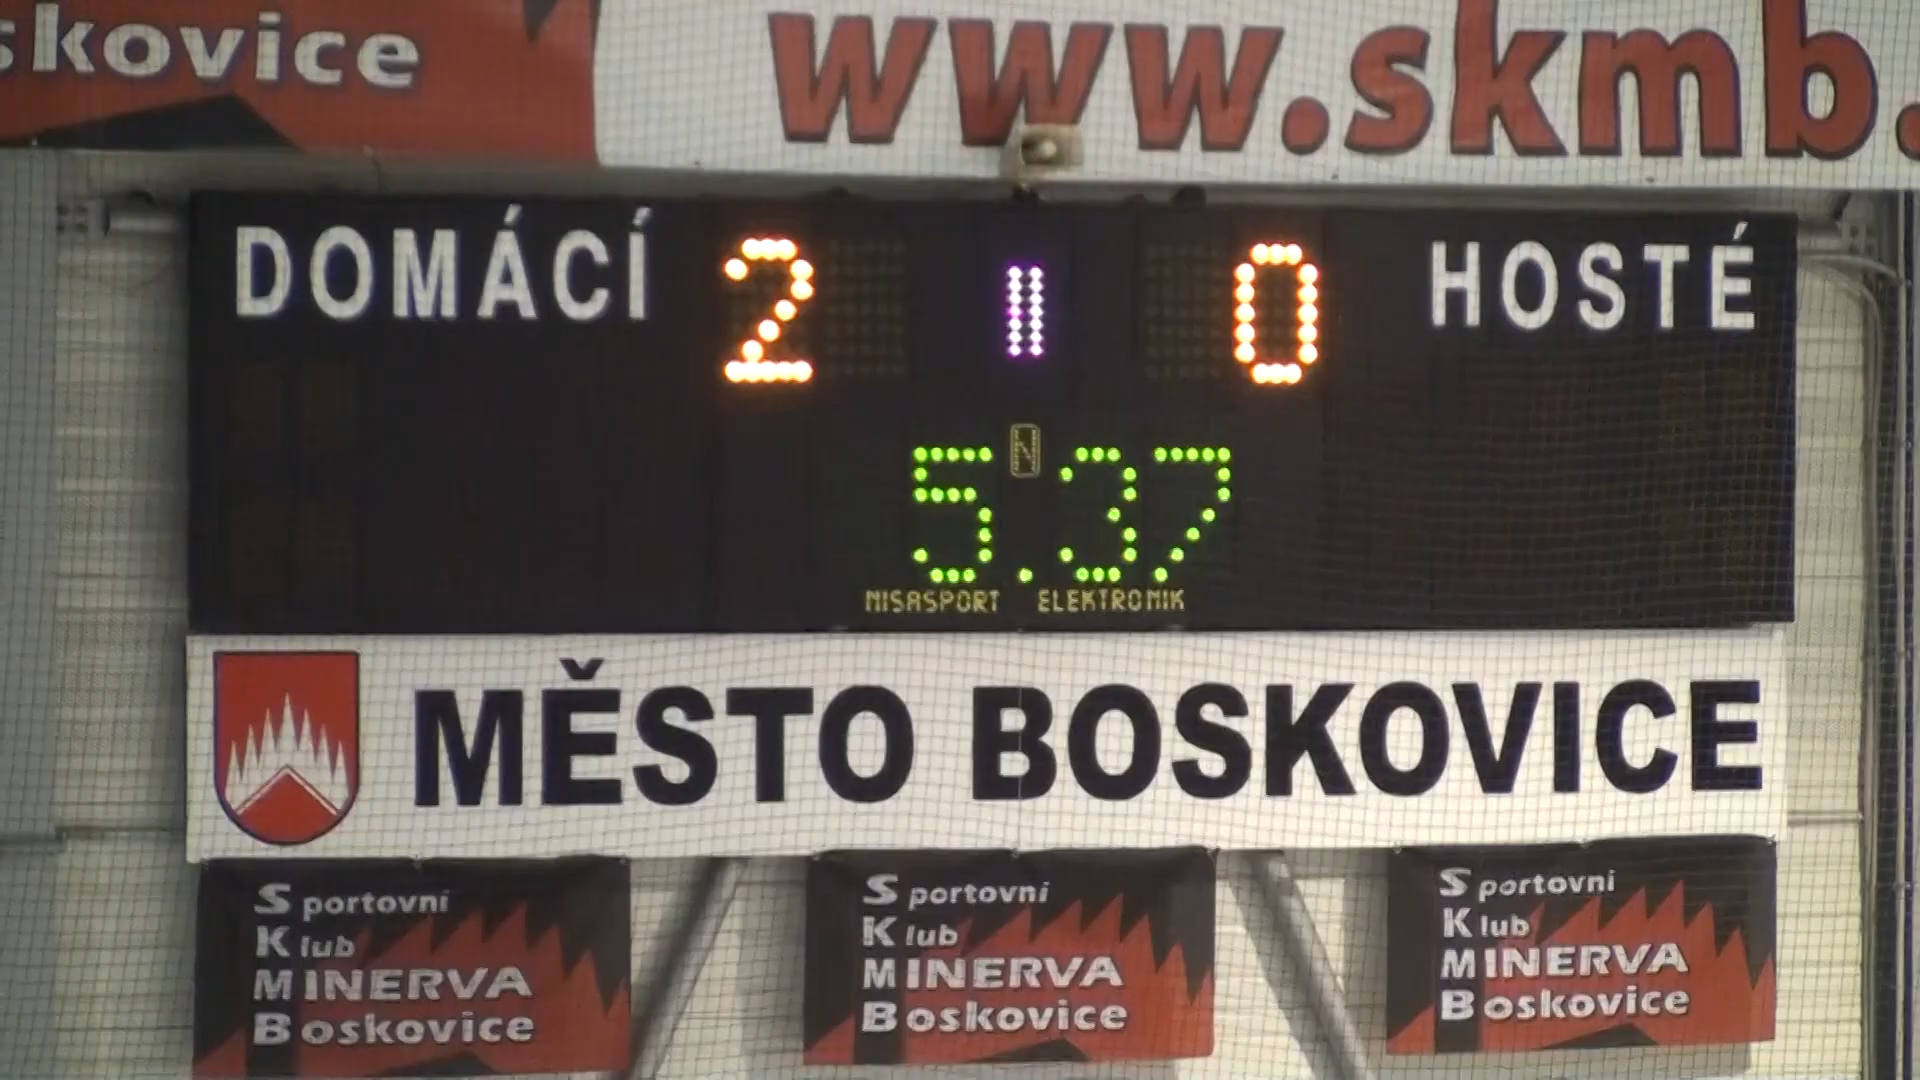 skovice
www.skmb.
DOMÁCÍ 2 1 0 HOSTÉ
N
5.37
NISASPORT ELEKTRONIK
MĚSTO BOSKOVICE
Sportovní
Klub
MINERVA
Boskovice
Sportovní
Klub
MINERVA
Boskovice
Sportovní
Klub
MINERVA
Boskovice